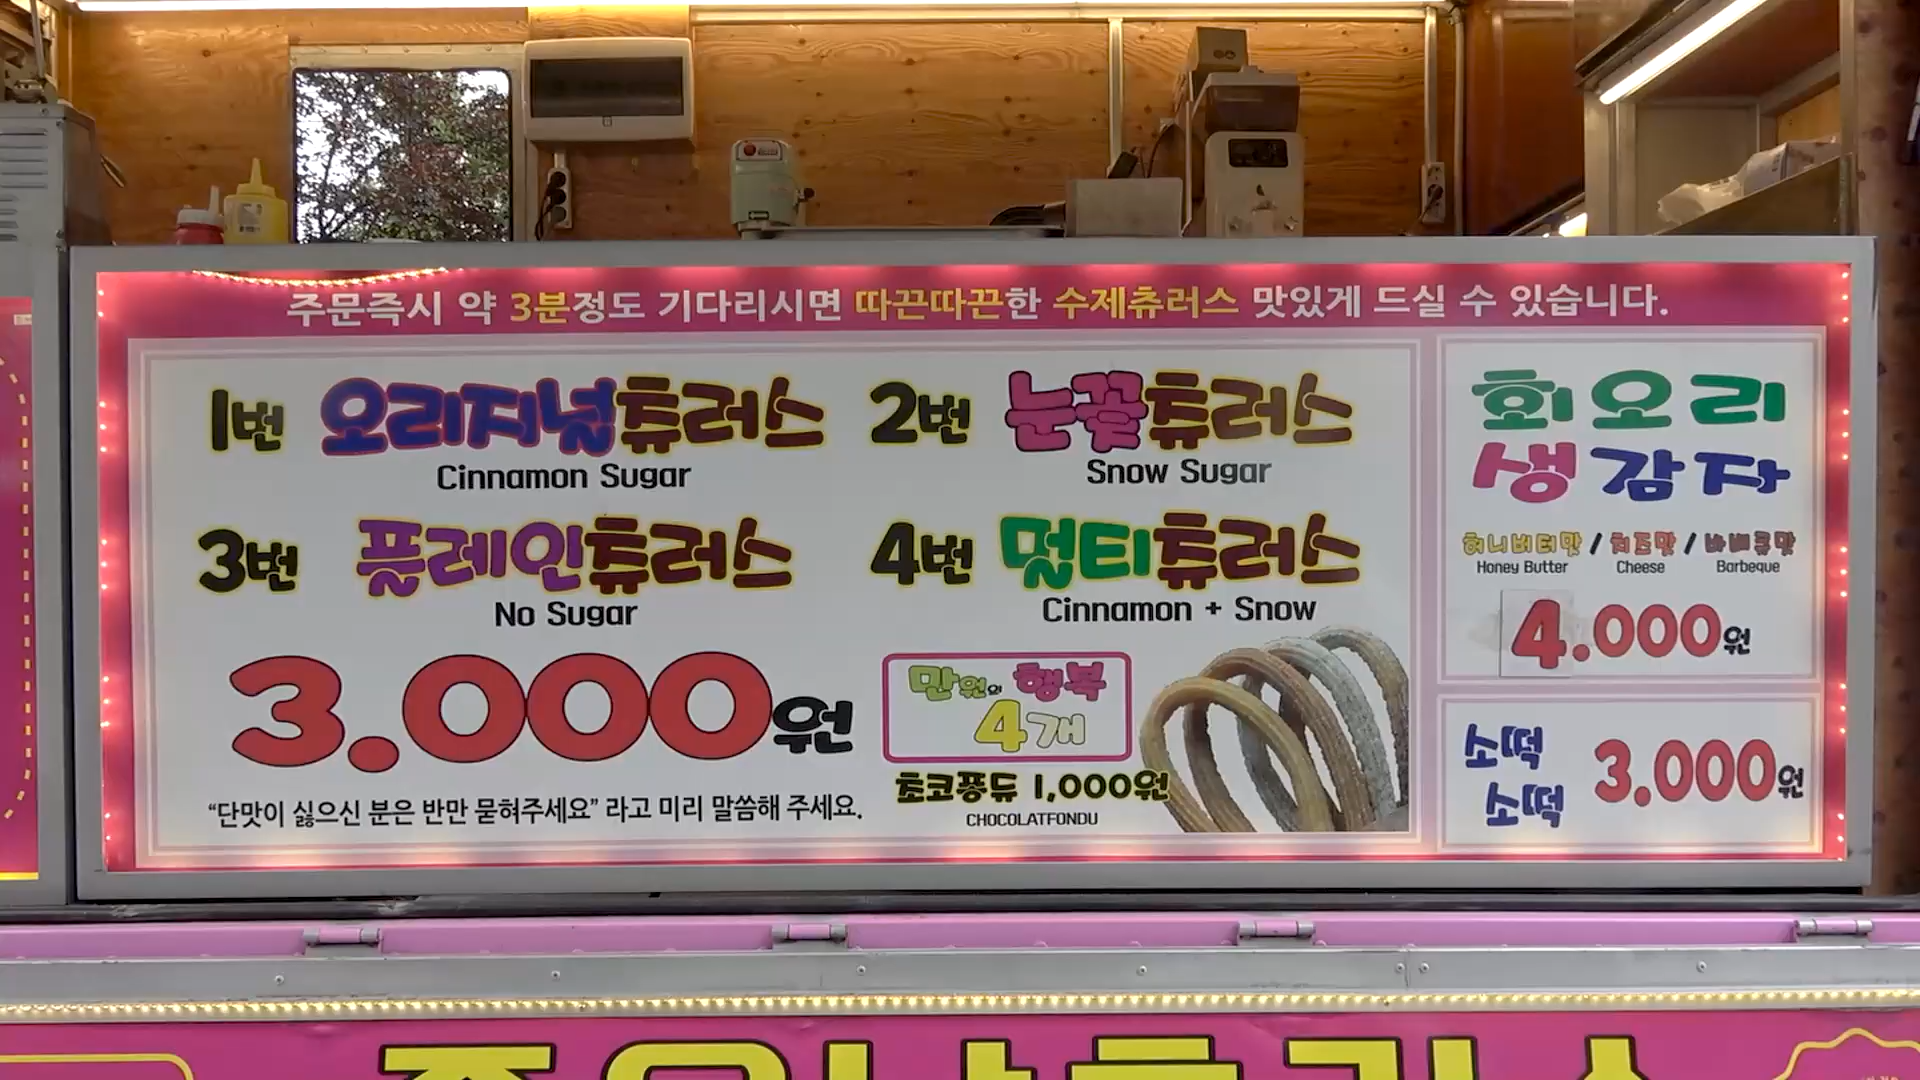 주문즉시 약 3분정도 기다리시면 따끈따끈한 수제츄러스 맛있게 드실 수 있습니다.
1번 오리지널츄러스
Cinnamon Sugar
2번 눈꽃츄러스
Snow Sugar
3번 플레인츄러스
No Sugar
4번 멀티츄러스
Cinnamon + Snow
3.000원
만원의 행복
4개
초코퐁듀 1,000원
CHOCOLATFONDU
“단맛이 싫으신 분은 반만 묻혀주세요” 라고 미리 말씀해 주세요.
회오리
생감자
허니버터맛 / 치즈맛 / 바베큐맛
Honey Butter Cheese Barbeque
4.000원
소떡
소떡
3.000원